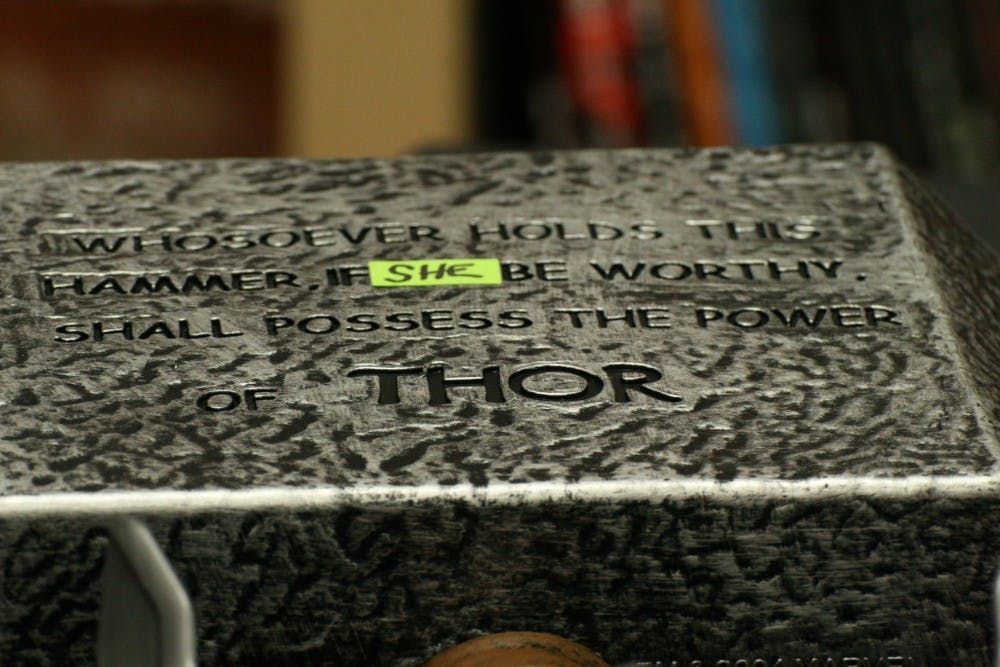 WHOSOEVER HOLDS THIS
HAMMER, IF SHE BE WORTHY,
SHALL POSSESS THE POWER
OF THOR